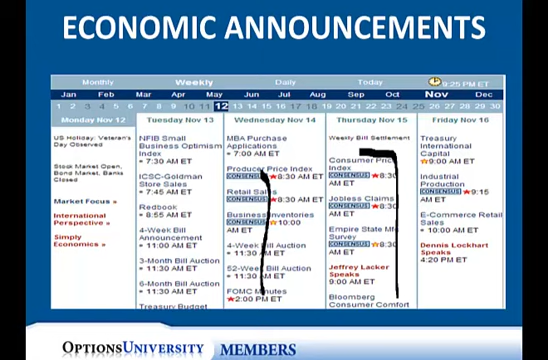 ECONOMIC ANNOUNCEMENTS
Monthly Weekly Daily Today 9:25 PM ET
Jan Feb Mar Apr May Jun Jul Aug Sep Oct Nov Dec
1 2 3 4 5 6 7 8 9 10 11 12 13 14 15 16 17 18 19 20 21 22 23 24 25 26 27 28 29 30
Monday Nov 12
US Holiday: Veteran's
Day Observed
Stock Market Open,
Bond Market, Banks
Closed
Market Focus »
International
Perspective »
Simply
Economics »
Tuesday Nov 13
NFIB Small
Business Optimism
Index
7:30 AM ET
ICSC-Goldman
Store Sales
7:45 AM ET
Redbook
8:55 AM ET
4-Week Bill
Announcement
11:00 AM ET
3-Month Bill Auction
11:30 AM ET
6-Month Bill Auction
11:30 AM ET
Treasury Budget
Wednesday Nov 14
MBA Purchase
Applications
7:00 AM ET
Producer Price Index
CONSENSUS 8:30 AM ET
Retail Sales
CONSENSUS 8:30 AM ET
Business Inventories
CONSENSUS 10:00
AM ET
4-Week Bill Auction
11:30 AM ET
52-Week Bill Auction
11:30 AM ET
FOMC Minutes
2:00 PM ET
Thursday Nov 15
Weekly Bill Settlement
Consumer Price
Index
CONSENSUS 8:30
AM ET
Jobless Claims
CONSENSUS 8:30
AM ET
Empire State Mfg
Survey
CONSENSUS 8:30
AM ET
Jeffrey Lacker
Speaks
9:00 AM ET
Bloomberg
Consumer Comfort
Friday Nov 16
Treasury
International
Capital
9:00 AM ET
Industrial
Production
CONSENSUS 9:15
AM ET
E-Commerce Retail
Sales
10:00 AM ET
Dennis Lockhart
Speaks
4:20 PM ET
OPTIONS UNIVERSITY MEMBERS